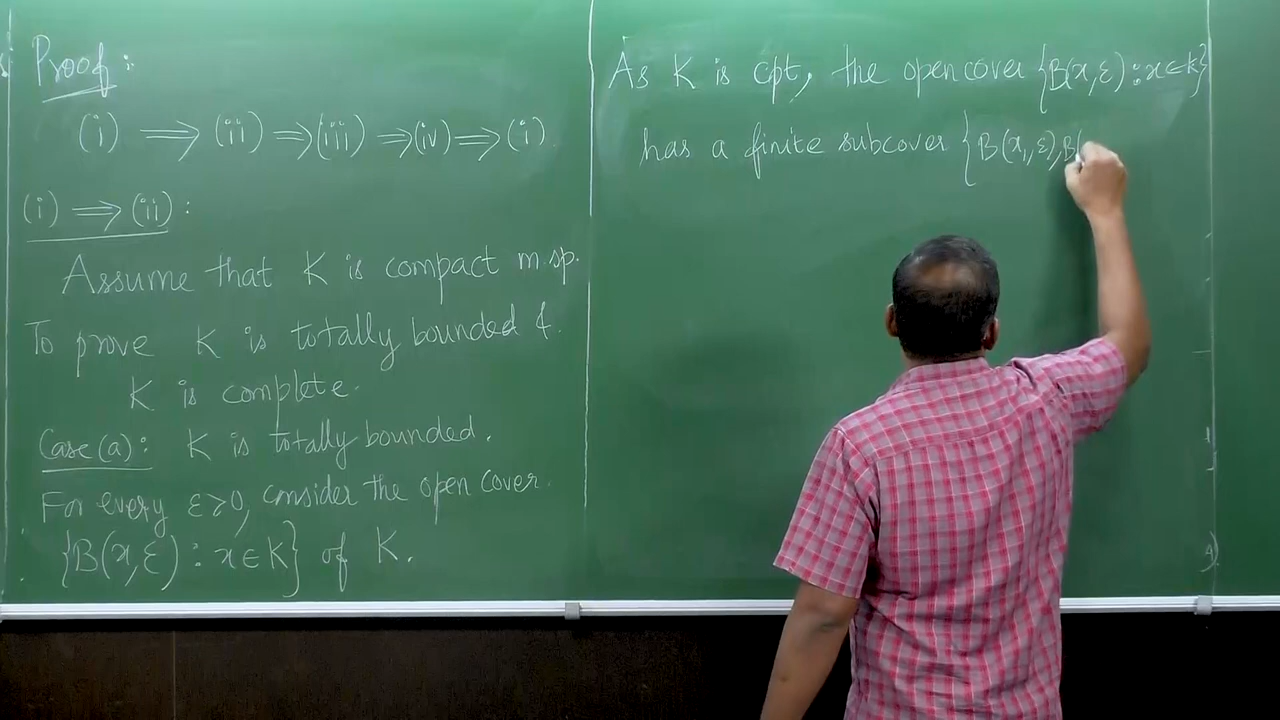 Proof:
(i) ⟹ (ii) ⟹ (iii) ⟹ (iv) ⟹ (i)
(i) ⟹ (ii):
Assume that K is compact m.sp.
To prove K is totally bounded &
K is complete.
Case(a): K is totally bounded.
For every ε>0, consider the open cover
{B(x,ε) : x ∈ K} of K.
As K is cpt, the open cover {B(x,ε) : x ∈ K}
has a finite subcover {B(x₁,ε), B(